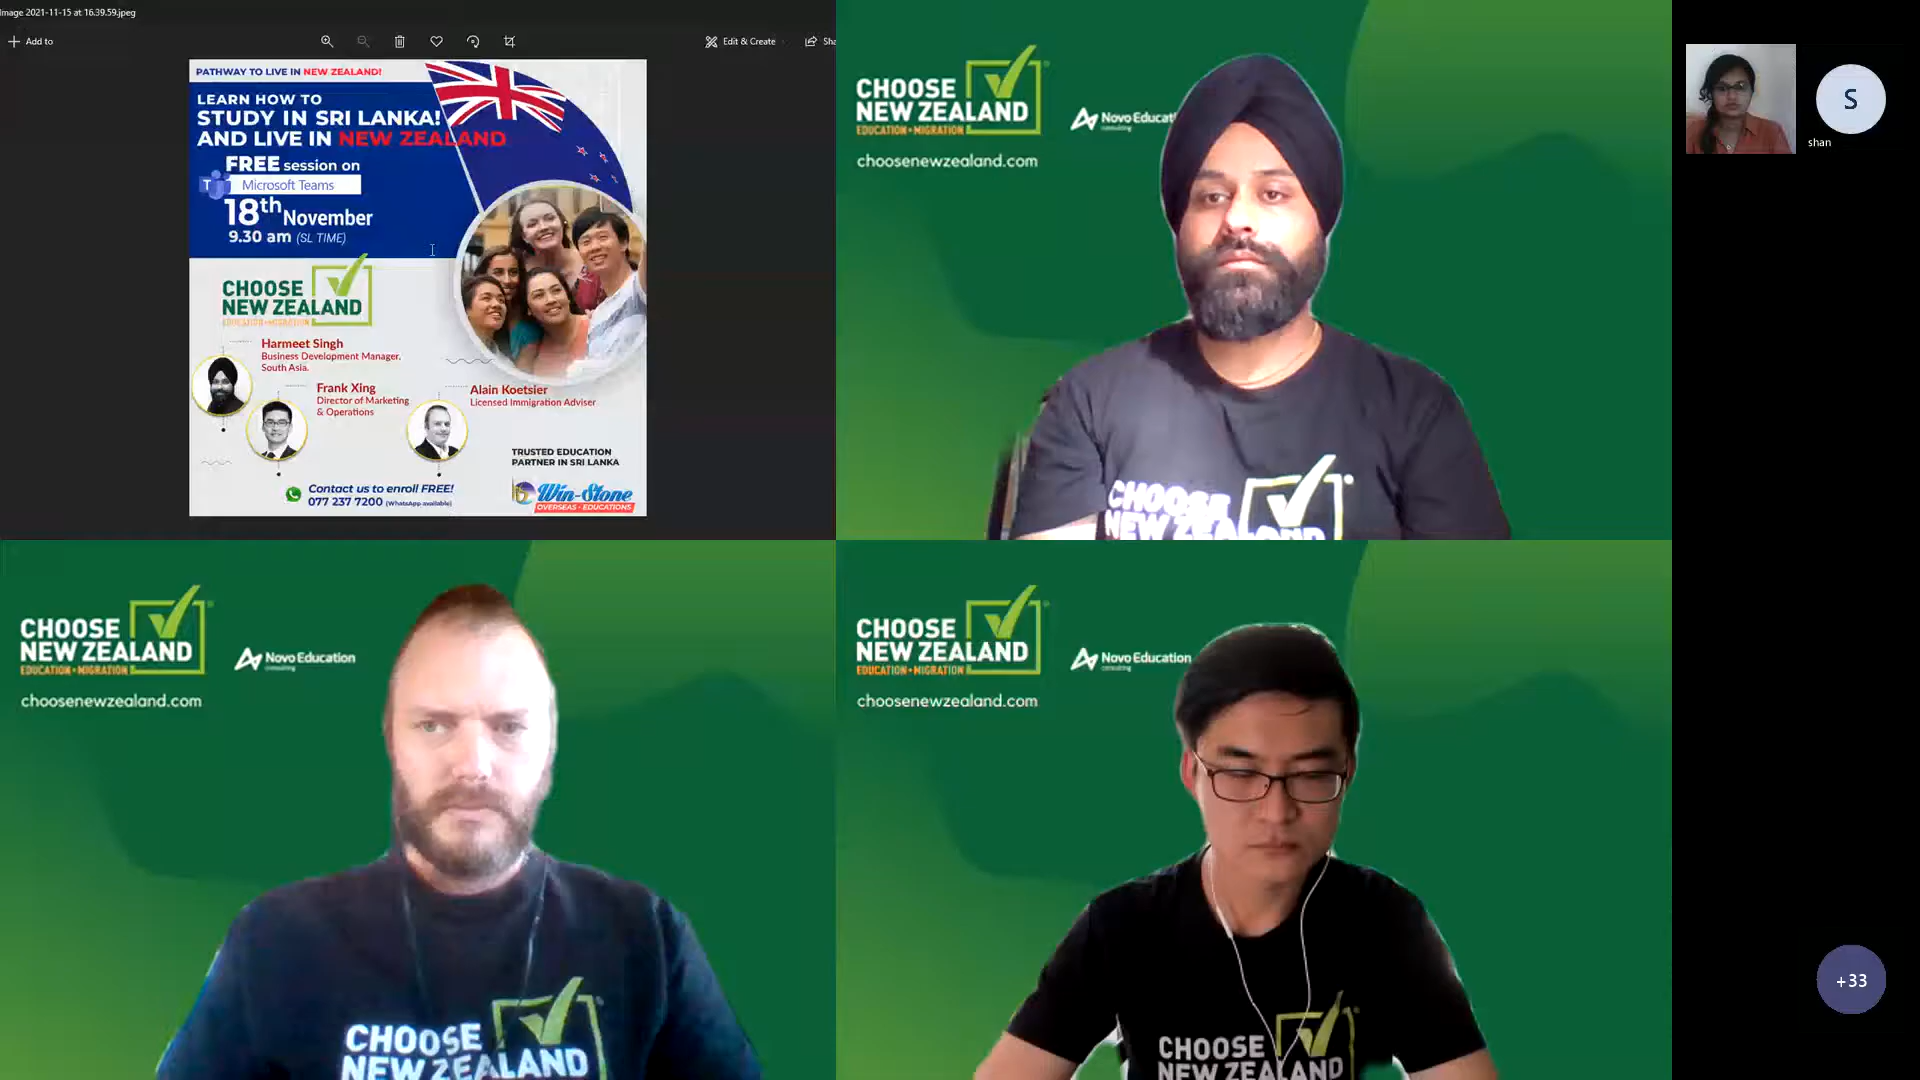 Image 2021-11-15 at 16.39.59.jpeg
Add to
Edit & Create
PATHWAY TO LIVE IN NEW ZEALAND!
LEARN HOW TO
STUDY IN SRI LANKA!
AND LIVE IN NEW ZEALAND
FREE session on
T
Microsoft Teams
18th November
9.30 am (SL TIME)
CHOOSE
NEW ZEALAND
EDUCATION+MIGRATION
Harmeet Singh
Business Development Manager,
South Asia.
Frank Xing
Director of Marketing
& Operations
Alain Koetsier
Licensed Immigration Adviser
TRUSTED EDUCATION
PARTNER IN SRI LANKA
Contact us to enroll FREE!
077 237 7200 (WhatsApp available)
Win-Stone
OVERSEAS - EDUCATIONS
CHOOSE
NEW ZEALAND
EDUCATION+MIGRATION
choosenewzealand.com
CHOOSE
NEW ZEALAND
S
shan
CHOOSE
NEW ZEALAND
EDUCATION+MIGRATION
Novo Education
consulting
choosenewzealand.com
CHOOSE
NEW ZEALAND
CHOOSE
NEW ZEALAND
EDUCATION+MIGRATION
Novo Education
consulting
choosenewzealand.com
CHOOSE
NEW ZEALAND
+33